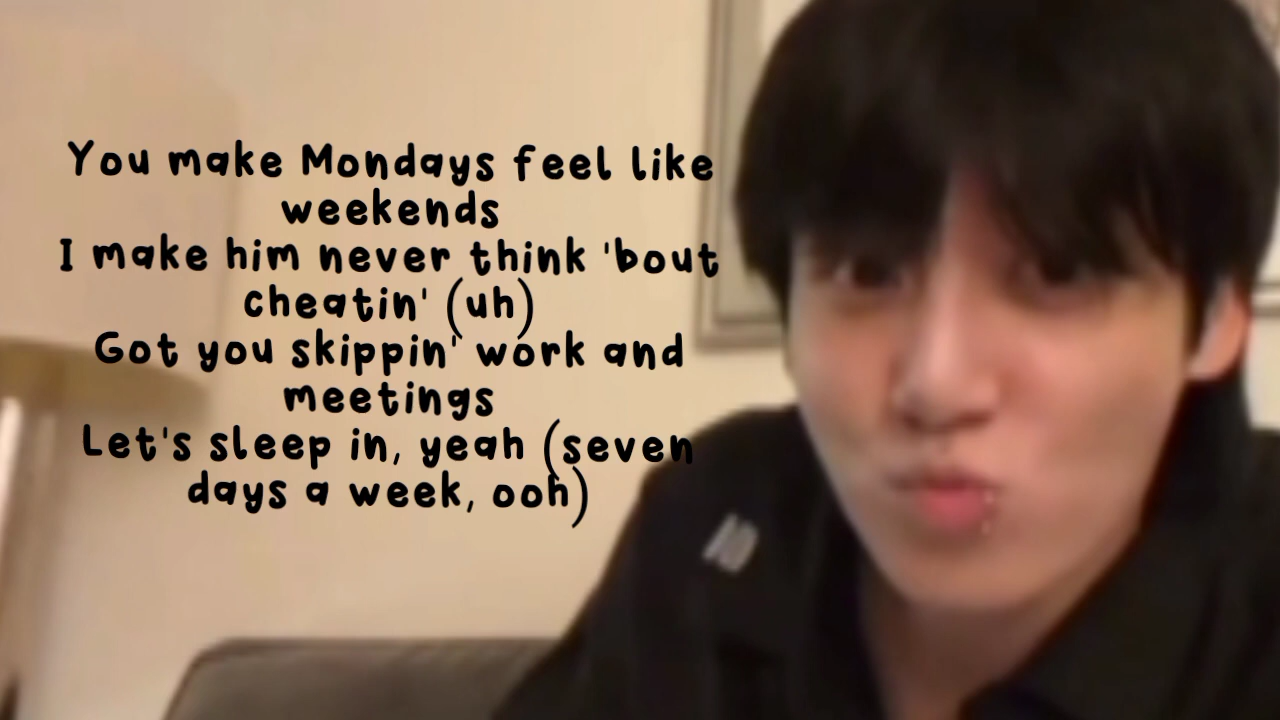 You make Mondays feel like
weekends
I make him never think 'bout
cheatin' (uh)
Got you skippin' work and
meetings
Let's sleep in, yeah (seven
days a week, ooh)